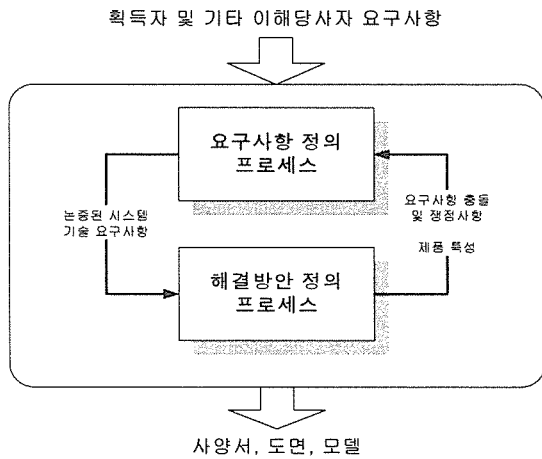 획득자 및 기타 이해당사자 요구사항
요구사항 정의
프로세스
논증된 시스템
기술 요구사항
요구사항 충돌
및 쟁점사항
제품 특성
해결방안 정의
프로세스
사양서, 도면, 모델